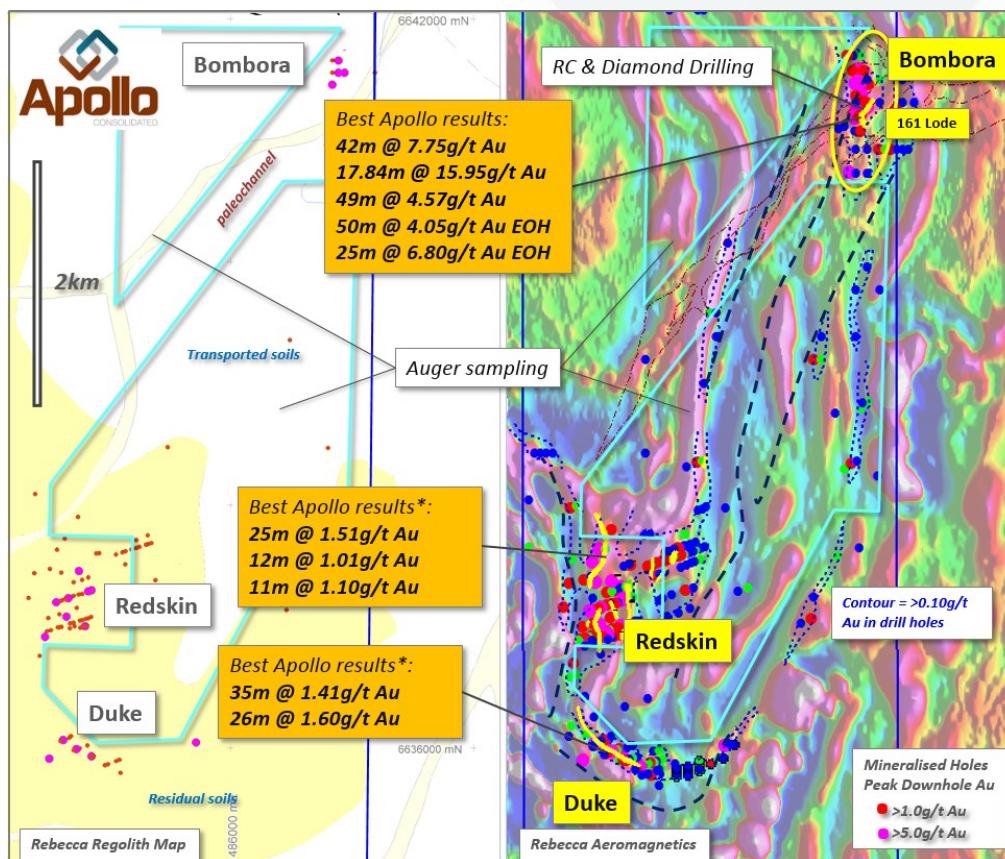 Apollo
CONSOLIDATED
6642000 mN
Bombora
RC & Diamond Drilling
Bombora
161 Lode
Best Apollo results:
42m @ 7.75g/t Au
17.84m @ 15.95g/t Au
49m @ 4.57g/t Au
50m @ 4.05g/t Au EOH
25m @ 6.80g/t Au EOH
paleochannel
2km
Transported soils
Auger sampling
Best Apollo results*:
25m @ 1.51g/t Au
12m @ 1.01g/t Au
11m @ 1.10g/t Au
Redskin
Redskin
Contour = >0.10g/t
Au in drill holes
Best Apollo results*:
35m @ 1.41g/t Au
26m @ 1.60g/t Au
Duke
Duke
6636000 mN
486000 m
Residual soils
Mineralised Holes
Peak Downhole Au
>1.0g/t Au
>5.0g/t Au
Rebecca Regolith Map
Rebecca Aeromagnetics